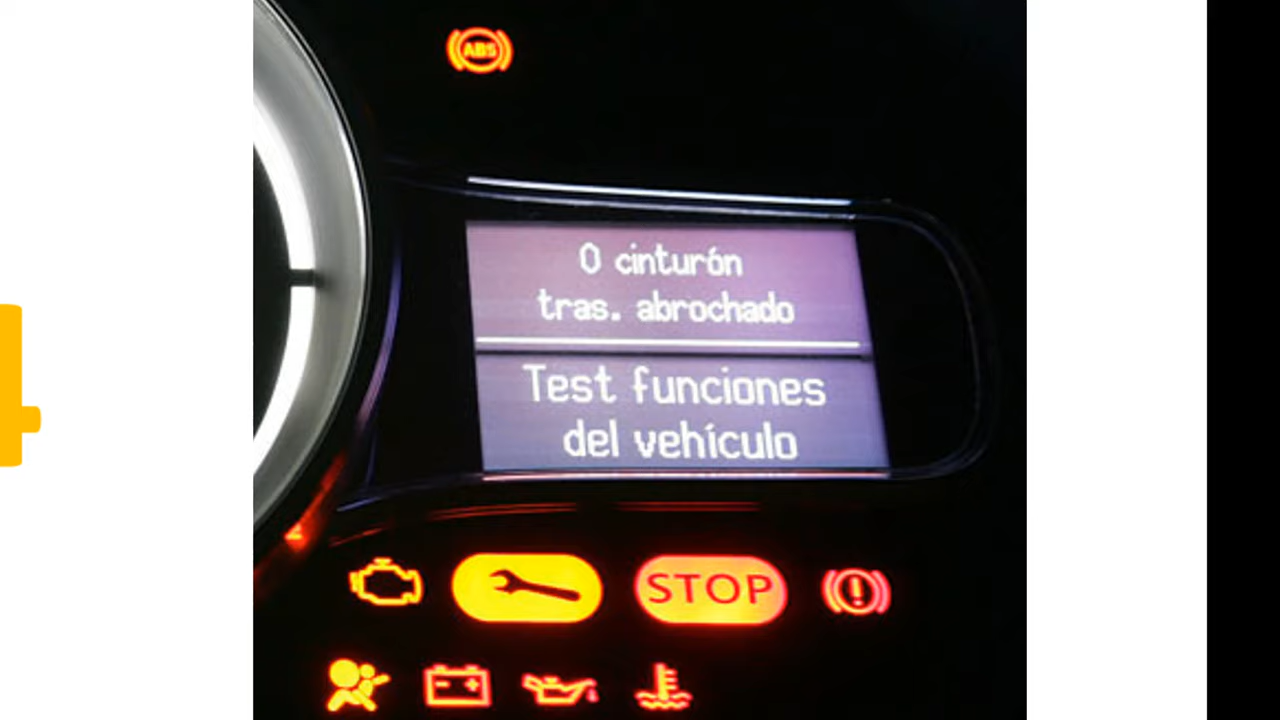 ABS
0 cinturón
tras. abrochado
Test funciones
del vehículo
STOP